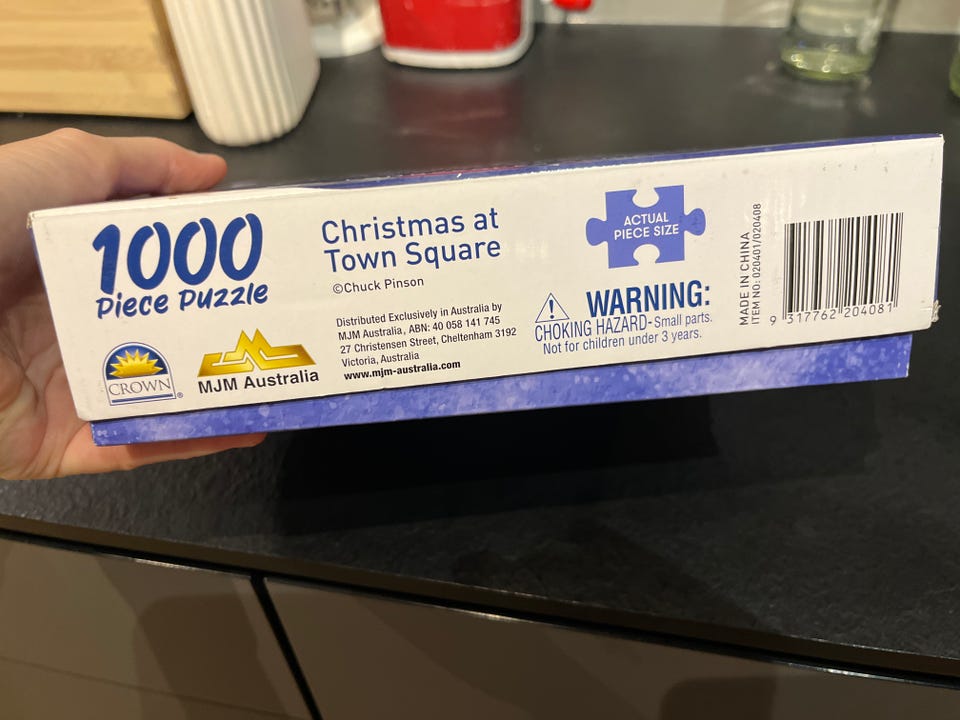 1000
Piece Puzzle
CROWN
®
MJM Australia
Christmas at
Town Square
©Chuck Pinson
Distributed Exclusively in Australia by
MJM Australia, ABN: 40 058 141 745
27 Christensen Street, Cheltenham 3192
Victoria, Australia
www.mjm-australia.com
ACTUAL
PIECE SIZE
WARNING:
CHOKING HAZARD- Small parts.
Not for children under 3 years.
MADE IN CHINA
ITEM NO: 020401/020408
9 317762 204081